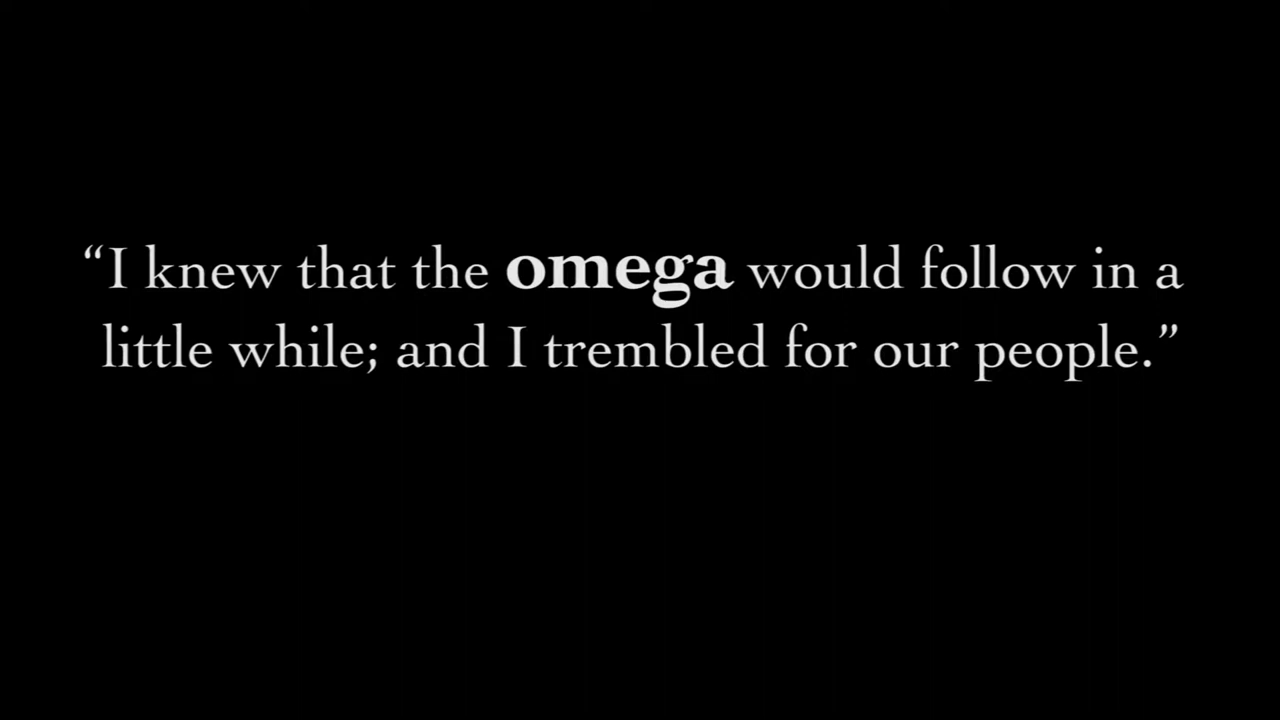 “I knew that the omega would follow in a
little while; and I trembled for our people.”